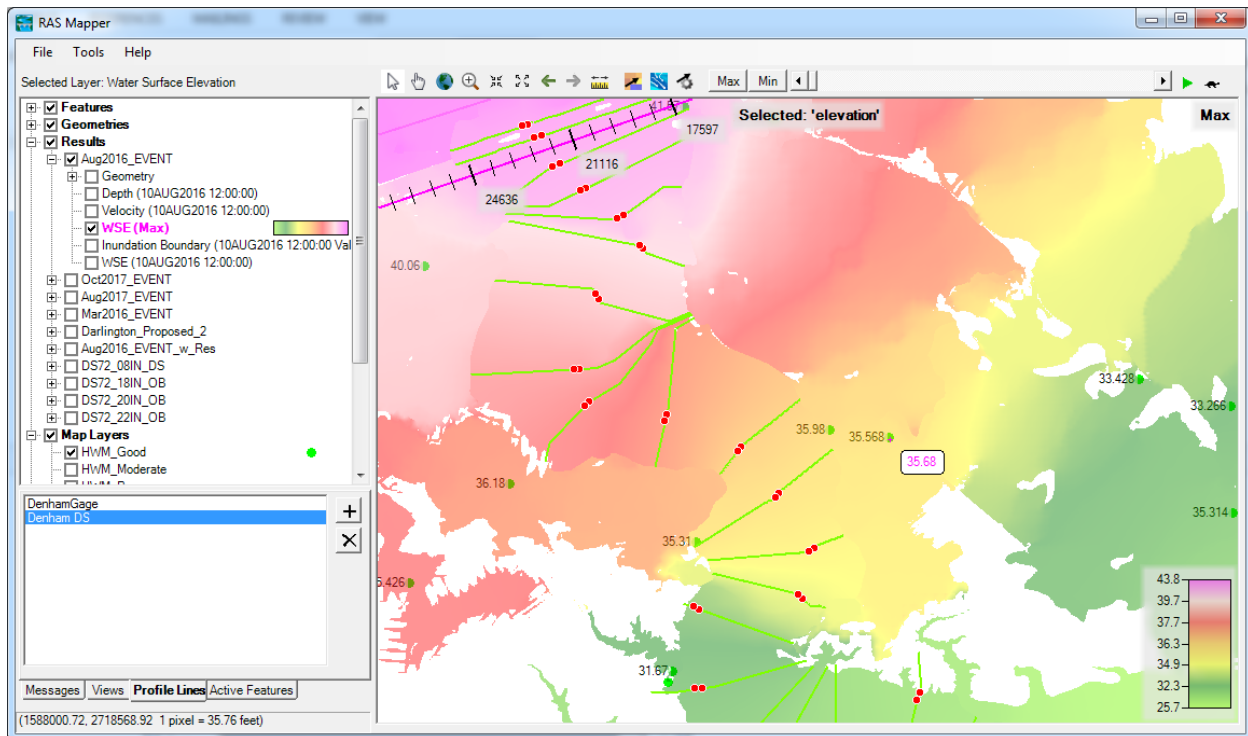 RAS Mapper
File Tools Help
Selected Layer: Water Surface Elevation
Max Min
Features
Geometries
Results
Aug2016_EVENT
Geometry
Depth (10AUG2016 12:00:00)
Velocity (10AUG2016 12:00:00)
WSE (Max)
Inundation Boundary (10AUG2016 12:00:00 Val
WSE (10AUG2016 12:00:00)
Oct2017_EVENT
Aug2017_EVENT
Mar2016_EVENT
Darlington_Proposed_2
Aug2016_EVENT_w_Res
DS72_08IN_DS
DS72_18IN_OB
DS72_20IN_OB
DS72_22IN_OB
Map Layers
HWM_Good
HWM_Moderate
DenhamGage
Denham DS
Messages Views Profile Lines Active Features
(1588000.72, 2718568.92 1 pixel = 35.76 feet)
Selected: 'elevation'
Max
17597
21116
24636
40.06
33.428
33.266
35.98
35.568
35.68
36.18
35.314
35.31
5.426
31.67
43.8
39.7
37.7
36.3
34.9
32.3
25.7